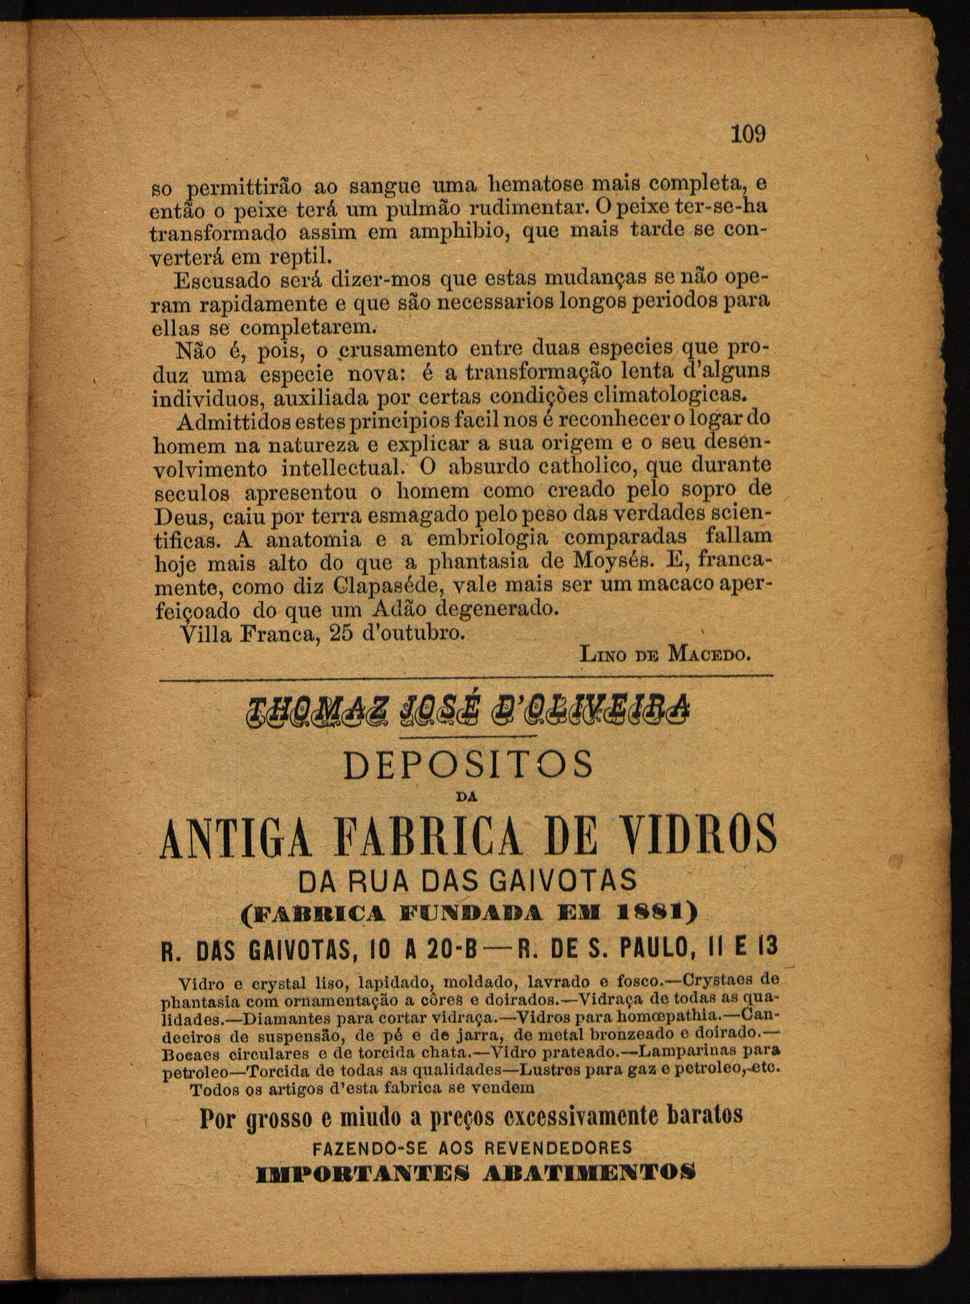 109
so permittirão ao sangue uma hematose mais completa, e
então o peixe terá um pulmão rudimentar. O peixe ter-se-ha
transformado assim em amphibio, que mais tarde se con-
verterá em reptil.
Escusado será dizer-mos que estas mudanças se não ope-
ram rapidamente e que são necessarios longos periodos para
ellas se completarem.
Não é, pois, o crusamento entre duas especies que pro-
duz uma especie nova: é a transformação lenta d'alguns
individuos, auxiliada por certas condições climatologicas.
Admittidos estes principios facil nos é reconhecer o logar do
homem na natureza e explicar a sua origem e o seu desen-
volvimento intellectual. O absurdo catholico, que durante
seculos apresentou o homem como creado pelo sopro de
Deus, caiu por terra esmagado pelo peso das verdades scien-
tificas. A anatomia e a embriologia comparadas fallam
hoje mais alto do que a phantasia de Moysés. E, franca-
mente, como diz Clapaséde, vale mais ser um macaco aper-
feiçoado do que um Adão degenerado.
Villa Franca, 25 d'outubro.
LINO DE MACEDO.
THOMAZ JOSÉ D'OLIVEIRA
DEPOSITOS
DA
ANTIGA FABRICA DE VIDROS
DA RUA DAS GAIVOTAS
(FABRICA FUNDADA EM 1881)
R. DAS GAIVOTAS, 10 A 20-B—R. DE S. PAULO, 11 E 13
Vidro e crystal liso, lapidado, moldado, lavrado e fosco.—Crystaes de
phantasia com ornamentação a côres e doirados.—Vidraça de todas as qua-
lidades.—Diamantes para cortar vidraça.—Vidros para homœpathia.—Can-
deeiros de suspensão, de pé e de jarra, de metal bronzeado e doirado.—
Bocaes circulares e de torcida chata.—Vidro prateado.—Lamparinas para
petroleo—Torcida de todas as qualidades—Lustres para gaz e petroleo, etc.
Todos os artigos d'esta fabrica se vendem
Por grosso e miudo a preços excessivamente baratos
FAZENDO-SE AOS REVENDEDORES
IMPORTANTES ABATIMENTOS